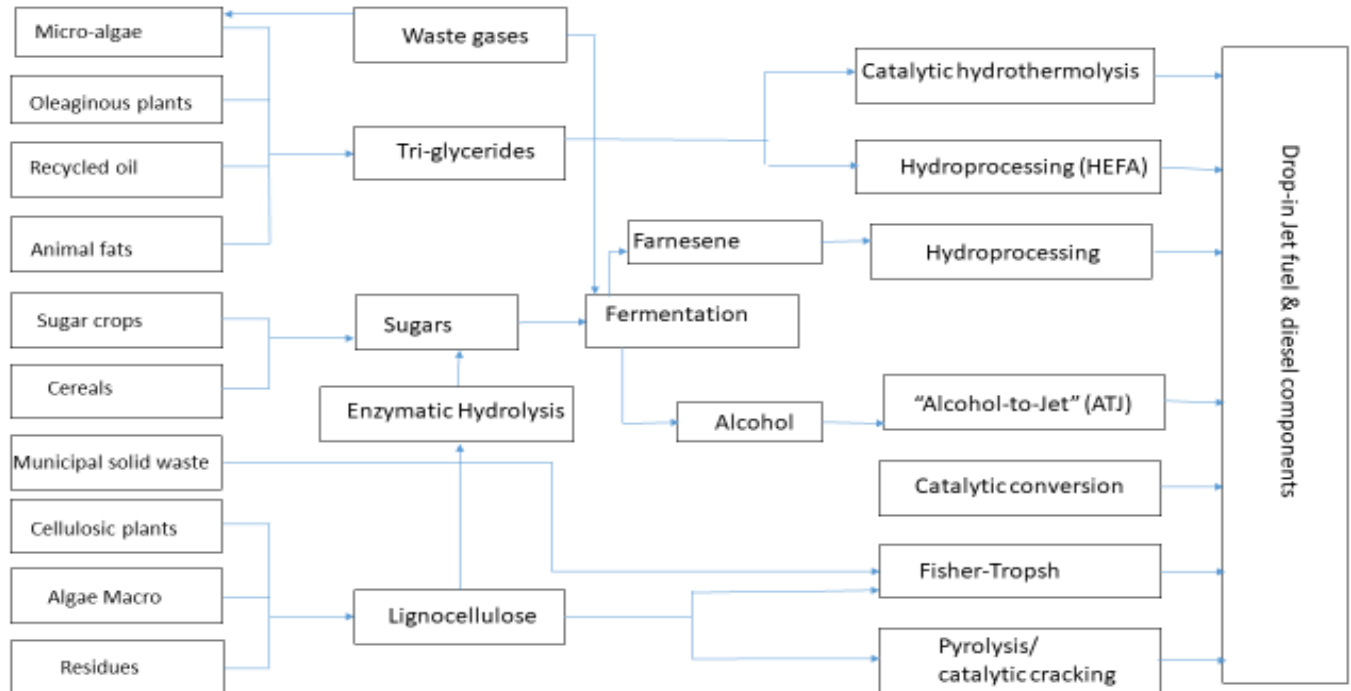 Micro-algae
Waste gases
Catalytic hydrothermolysis
Oleaginous plants
Tri-glycerides
Recycled oil
Hydroprocessing (HEFA)
Animal fats
Farnesene
Hydroprocessing
Sugar crops
Sugars
Fermentation
Cereals
Enzymatic Hydrolysis
Alcohol
“Alcohol-to-Jet” (ATJ)
Municipal solid waste
Catalytic conversion
Cellulosic plants
Fisher-Tropsh
Algae Macro
Lignocellulose
Residues
Pyrolysis/
catalytic cracking
Drop-in Jet fuel & diesel components